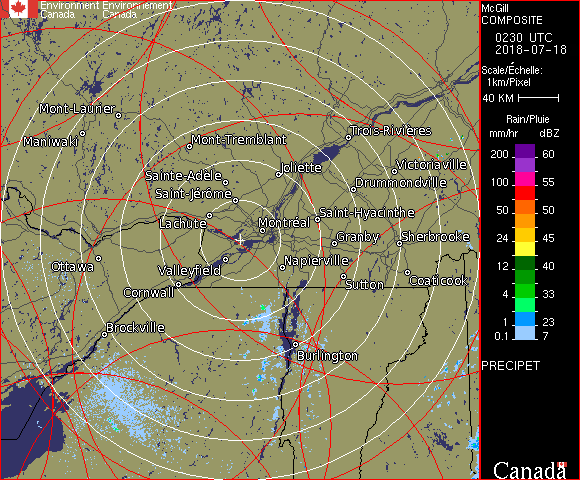 Environment Environnement
Canada Canada
McGill
COMPOSITE
0230 UTC
2018-07-18
Scale/Échelle:
1km/Pixel
40 KM
Rain/Pluie
mm/hr dBZ
200 60
55
100 55
50 50
24 45
12 40
4 33
2 23
0.1 7
PRECIPET
Canada
Mont-Laurier
Maniwaki
Mont-Tremblant
Trois-Rivières
Joliette
Victoriaville
Sainte-Adèle
Drummondville
Saint-Jérôme
Lachute
Saint-Hyacinthe
Montréal
Granby
Sherbrooke
Ottawa
Valleyfield
Napierville
Cornwall
Sutton
Coaticook
Brockville
Burlington